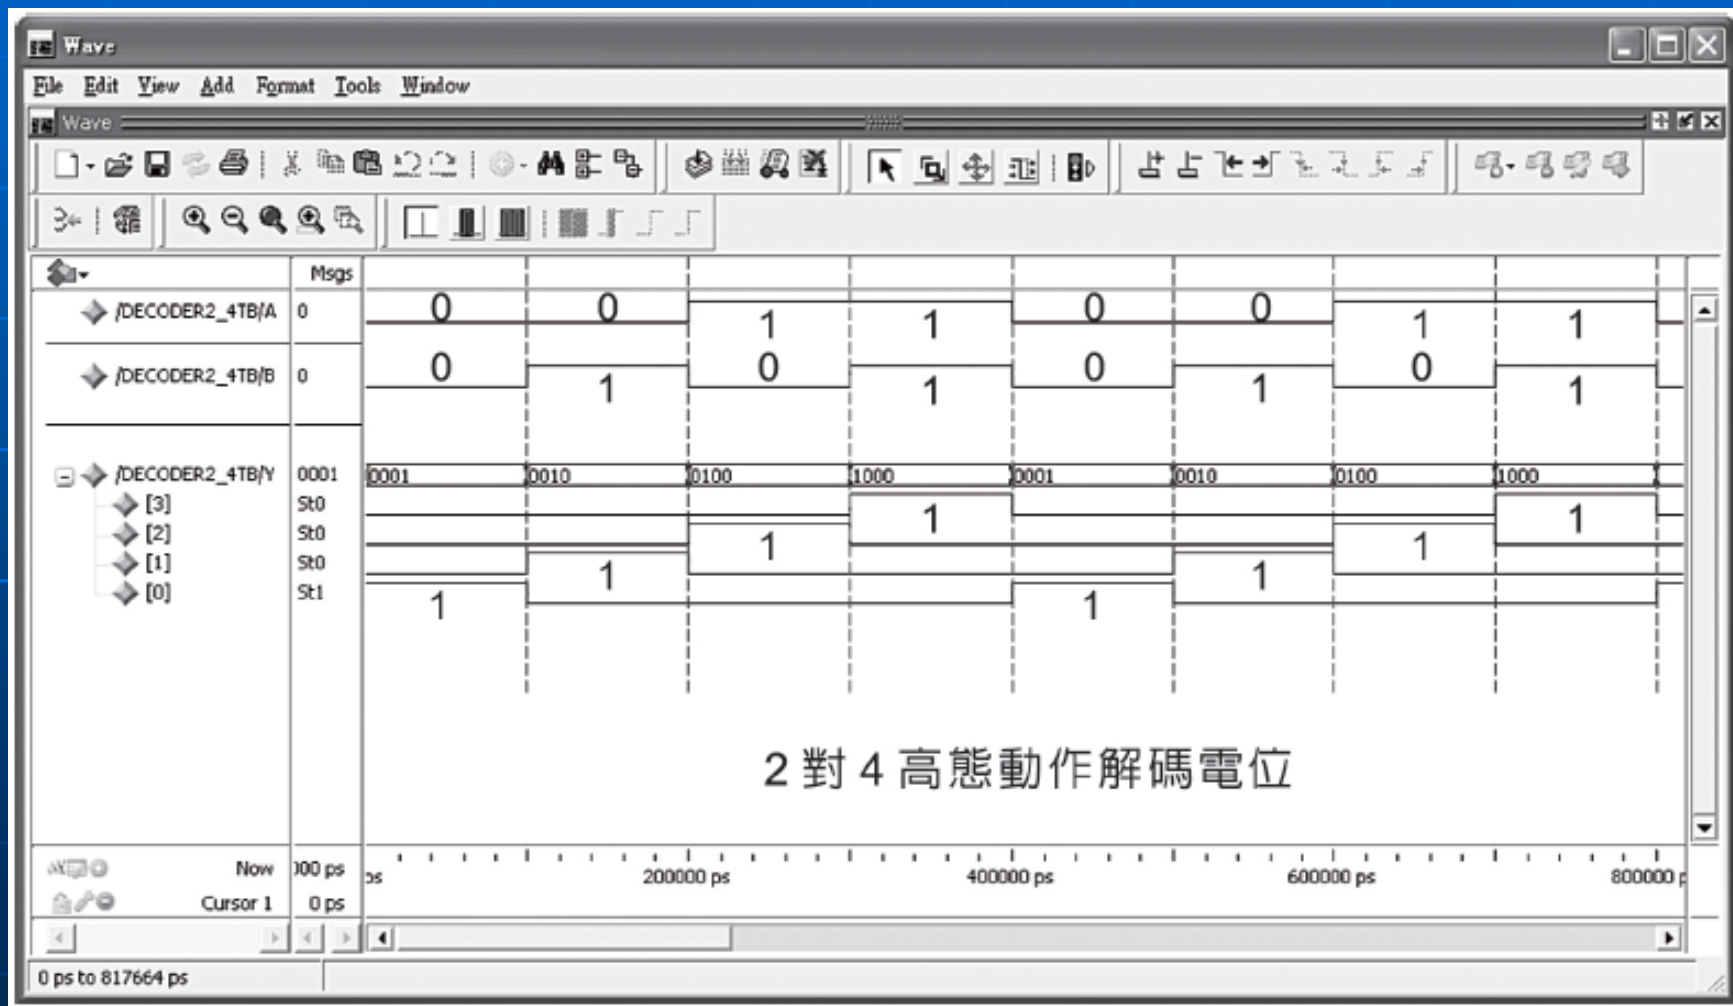 Wave
File Edit View Add Format Tools Window
Wave
Msgs
/DECODER2_4TB/A 0 0 0 1 1 0 0 1 1
/DECODER2_4TB/B 0 0 1 0 1 0 1 0 1
/DECODER2_4TB/Y 0001 0001 0010 0100 1000 0001 0010 0100 1000
[3] St0 1 1
[2] St0 1 1
[1] St0 1 1
[0] St1 1 1
2 對 4 高態動作解碼電位
Now 000 ps ps 200000 ps 400000 ps 600000 ps 800000 p
Cursor 1 0 ps
0 ps to 817664 ps